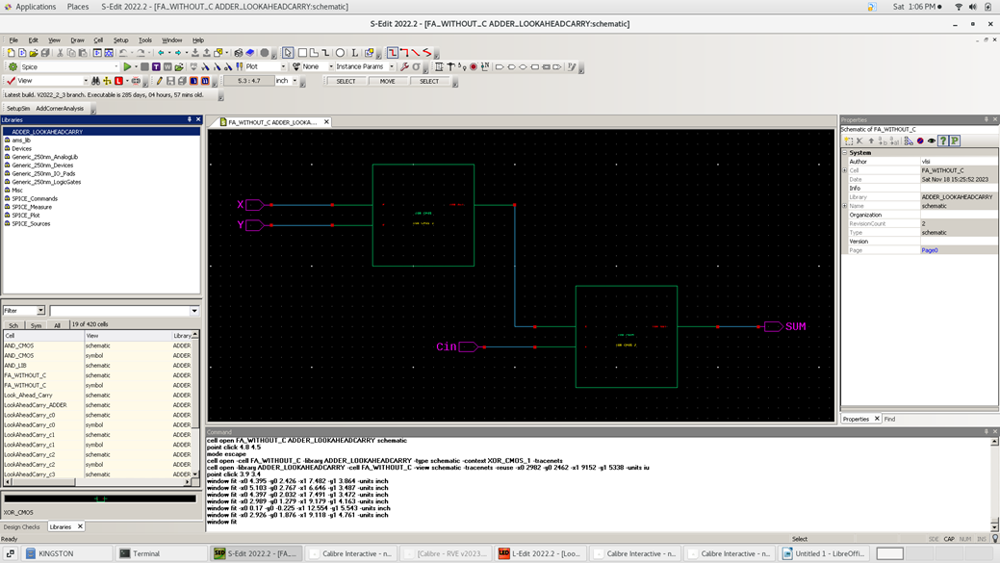 Applications Places S-Edit 2022.2 - [FA_WITHOUT_C ADDER_LOOKAHEADCARRY:schematic] Sat 1:06 PM
S-Edit 2022.2 - [FA_WITHOUT_C ADDER_LOOKAHEADCARRY:schematic]
File Edit View Draw Cell Setup Tools Window Help
Spice Plot None Instance Params
View 5.3 : 4.7 inch SELECT MOVE SELECT
Latest build. V2022_2_3 branch. Executable is 285 days, 04 hours, 57 mins old.
SetupSim AddCornerAnalysis
Libraries
ADDER_LOOKAHEADCARRY
ams_lib
Devices
Generic_250nm_AnalogLib
Generic_250nm_Devices
Generic_250nm_IO_Pads
Generic_250nm_LogicGates
Misc
SPICE_Commands
SPICE_Measure
SPICE_Plot
SPICE_Sources
Filter
Sch Sym All 19 of 420 cells
Cell View Library
AND_CMOS schematic ADDER
AND_CMOS symbol ADDER
AND_LIB schematic ADDER
FA_WITHOUT_C schematic ADDER
FA_WITHOUT_C symbol ADDER
Look_Ahead_Carry schematic ADDER
LookAheadCarry_ADDER schematic ADDER
LookAheadCarry_c0 schematic ADDER
LookAheadCarry_c0 symbol ADDER
LookAheadCarry_c1 schematic ADDER
LookAheadCarry_c1 symbol ADDER
LookAheadCarry_c2 schematic ADDER
LookAheadCarry_c2 symbol ADDER
LookAheadCarry_c3 schematic ADDER
XOR_CMOS
Design Checks Libraries
FA_WITHOUT_C ADDER_LOOKA...
X
Y
Cin
SUM
Properties
Schematic of FA_WITHOUT_C
System
Author vlsi
Cell FA_WITHOUT_C
Date Sat Nov 18 15:25:52 2023
Info
Library ADDER_LOOKAHEADCARRY
Name schematic
Organization
RevisionCount 2
Type schematic
Version
Page Page0
Properties Find
Command
cell open FA_WITHOUT_C ADDER_LOOKAHEADCARRY schematic
point click 4.8 4.5
mode escape
cell open -cell FA_WITHOUT_C -library ADDER_LOOKAHEADCARRY -type schematic -context XOR_CMOS_1 -tracenets
cell open -library ADDER_LOOKAHEADCARRY -cell FA_WITHOUT_C -view schematic -tracenets -reuse -x0 2982 -y0 2462 -x1 9152 -y1 5338 -units iu
point click 3.9 3.4
window fit -x0 4.395 -y0 2.426 -x1 7.482 -y1 3.864 -units inch
window fit -x0 5.103 -y0 2.767 -x1 6.646 -y1 3.487 -units inch
window fit -x0 4.397 -y0 2.032 -x1 7.491 -y1 3.472 -units inch
window fit -x0 2.989 -y0 1.279 -x1 9.179 -y1 4.163 -units inch
window fit -x0 0.17 -y0 -0.225 -x1 12.554 -y1 5.543 -units inch
window fit -x0 2.926 -y0 1.876 -x1 9.118 -y1 4.761 -units inch
window fit
Ready Select SDE CAP NUM INS
KINGSTON Terminal S-Edit 2022.2 - [FA_... Calibre Interactive - n... [Calibre - RVE v2023... L-Edit 2022.2 - [Loo... Calibre Interactive - n... Calibre Interactive - n... Untitled 1 - LibreOffi...